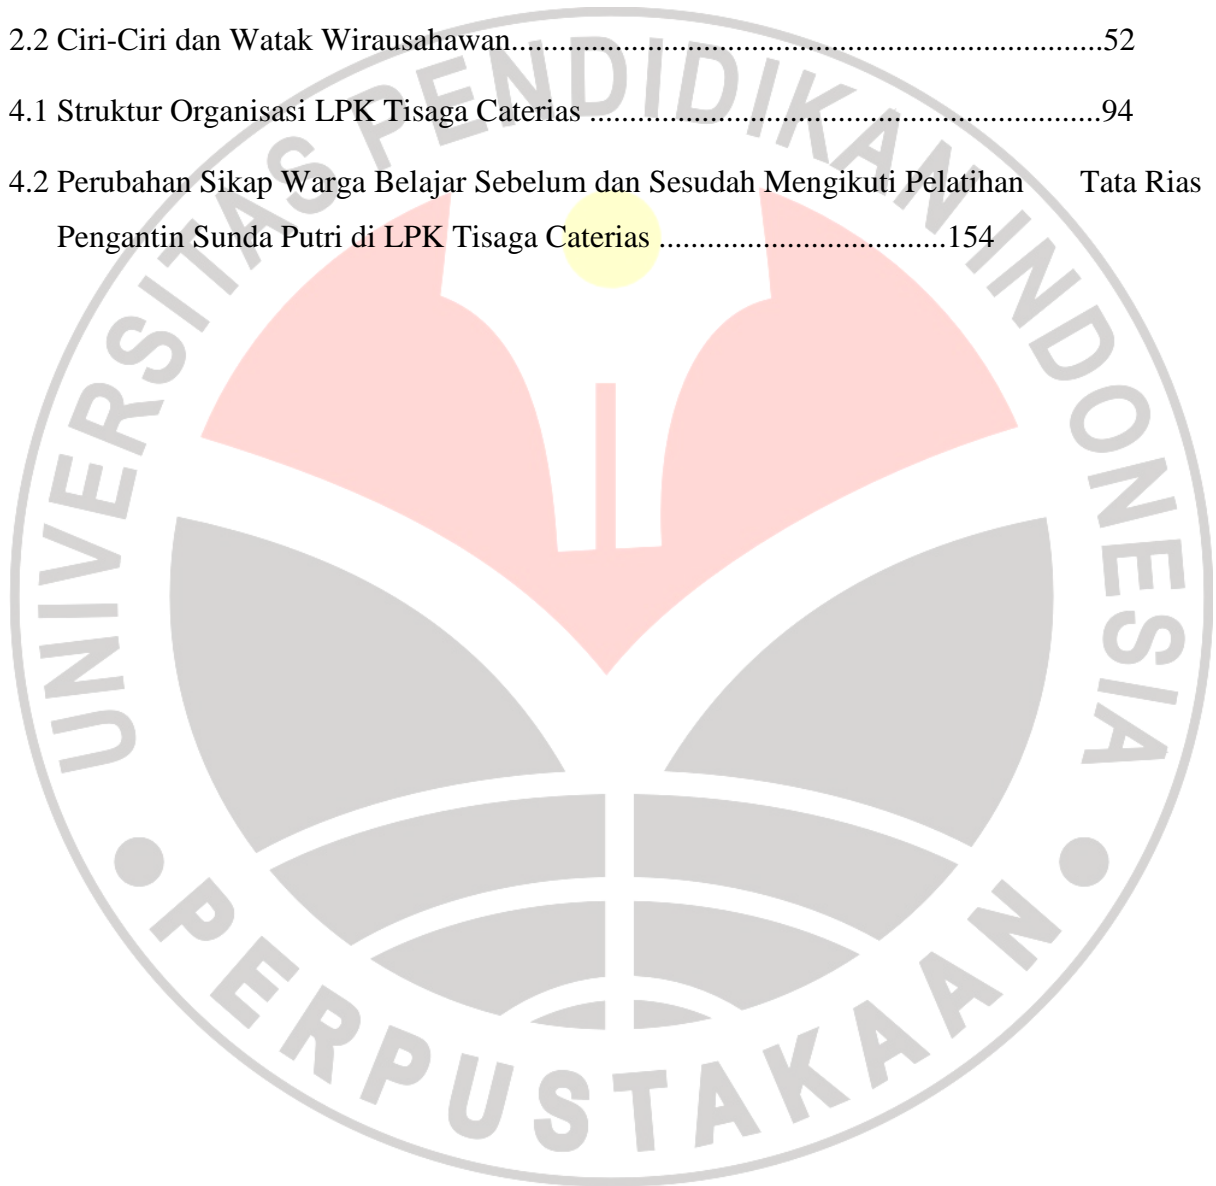 2.2 Ciri-Ciri dan Watak Wirausahawan..........................................................................52
4.1 Struktur Organisasi LPK Tisaga Caterias ................................................................94
4.2 Perubahan Sikap Warga Belajar Sebelum dan Sesudah Mengikuti Pelatihan Tata Rias
Pengantin Sunda Putri di LPK Tisaga Caterias ....................................154
UNIVERSITAS PENDIDIKAN INDONESIA
PERPUSTAKAAN